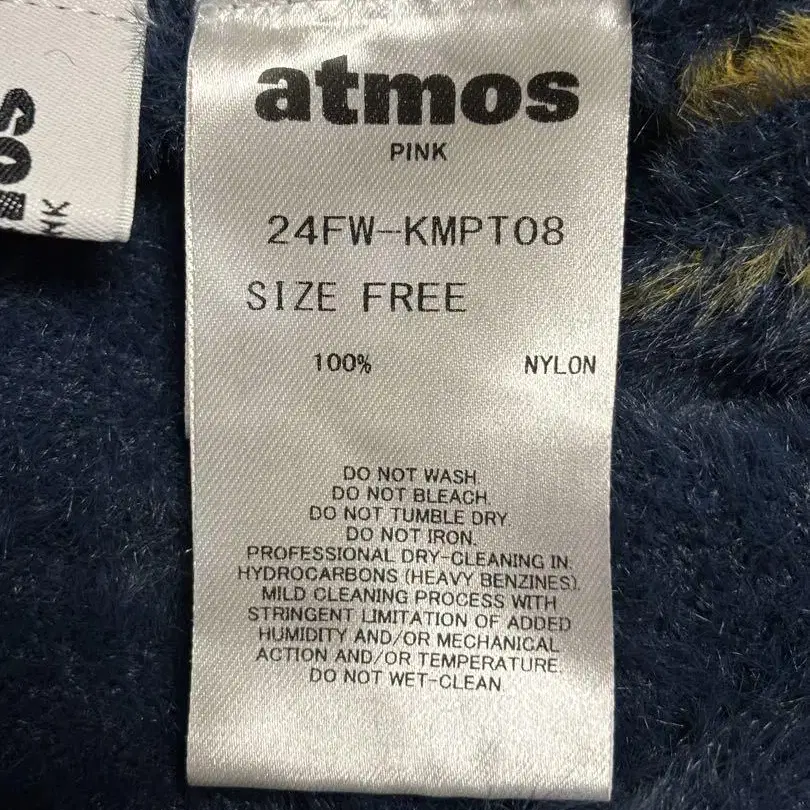 atmos
PINK
24FW-KMPT08
SIZE FREE
100% NYLON
DO NOT WASH.
DO NOT BLEACH.
DO NOT TUMBLE DRY.
DO NOT IRON.
PROFESSIONAL DRY-CLEANING IN:
HYDROCARBONS (HEAVY BENZINES).
MILD CLEANING PROCESS WITH
STRINGENT LIMITATION OF ADDED
HUMIDITY AND/OR MECHANICAL
ACTION AND/OR TEMPERATURE.
DO NOT WET-CLEAN.